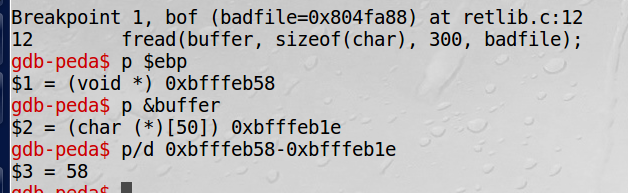 Breakpoint 1, bof (badfile=0x804fa88) at retlib.c:12
12        fread(buffer, sizeof(char), 300, badfile);
gdb-peda$ p $ebp
$1 = (void *) 0xbfffeb58
gdb-peda$ p &buffer
$2 = (char (*)[50]) 0xbfffeb1e
gdb-peda$ p/d 0xbfffeb58-0xbfffeb1e
$3 = 58
gdb-peda$